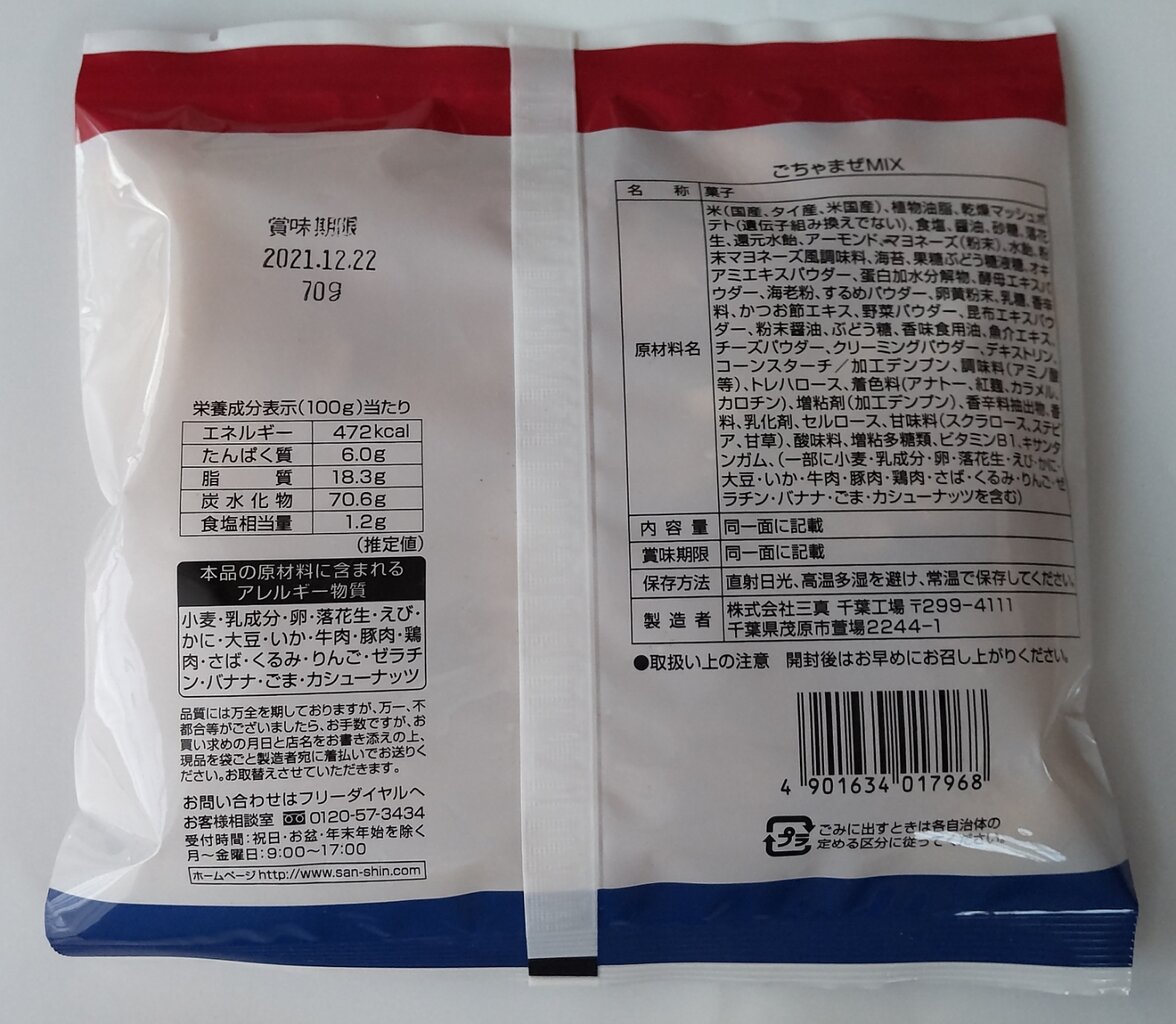 賞味期限
2021.12.22
70g
栄養成分表示(100g)当たり
エネルギー 472kcal
たんぱく質 6.0g
脂 質 18.3g
炭水化物 70.6g
食塩相当量 1.2g
(推定値)
本品の原材料に含まれる
アレルギー物質
小麦・乳成分・卵・落花生・えび・
かに・大豆・いか・牛肉・豚肉・鶏
肉・さば・くるみ・りんご・ゼラチ
ン・バナナ・ごま・カシューナッツ
品質には万全を期しておりますが、万一、不
都合等がございましたら、お手数ですが、お
買い求めの月日と店名をお書き添えの上、
現品を袋ごと製造者宛に着払いでお送りく
ださい。お取替えさせていただきます。
お問い合わせはフリーダイヤルへ
お客様相談室 0120-57-3434
受付時間:祝日・お盆・年末年始を除く
月～金曜日:9:00～17:00
ホームページ http://www.san-shin.com
ごちゃまぜMIX
名 称 菓子
原材料名
米(国産、タイ産、米国産)、植物油脂、乾燥マッシュポ
テト(遺伝子組み換えでない)、食塩、醤油、砂糖、落花
生、還元水飴、アーモンド、マヨネーズ(粉末)、水飴、粉
末マヨネーズ風調味料、海苔、果糖ぶどう糖液糖、オキ
アミエキスパウダー、蛋白加水分解物、酵母エキスパ
ウダー、海老粉、するめパウダー、卵黄粉末、乳糖、香辛
料、かつお節エキス、野菜パウダー、昆布エキスパウ
ダー、粉末醤油、ぶどう糖、香味食用油、魚介エキス、
チーズパウダー、クリーミングパウダー、デキストリン、
コーンスターチ/加工デンプン、調味料(アミノ酸
等)、トレハロース、着色料(アナトー、紅麹、カラメル、
カロチン)、増粘剤(加工デンプン)、香辛料抽出物、香
料、乳化剤、セルロース、甘味料(スクラロース、ステビ
ア、甘草)、酸味料、増粘多糖類、ビタミンB1、キサンタ
ンガム、(一部に小麦・乳成分・卵・落花生・えび・かに・
大豆・いか・牛肉・豚肉・鶏肉・さば・くるみ・りんご・ゼ
ラチン・バナナ・ごま・カシューナッツを含む)
内容量 同一面に記載
賞味期限 同一面に記載
保存方法 直射日光、高温多湿を避け、常温で保存してください。
製造者 株式会社三真 千葉工場 〒299-4111
千葉県茂原市萱場2244-1
●取扱い上の注意 開封後はお早めにお召し上がりください。
4 901634 017968
プラ
ごみに出すときは各自治体の
定める区分に従ってください。